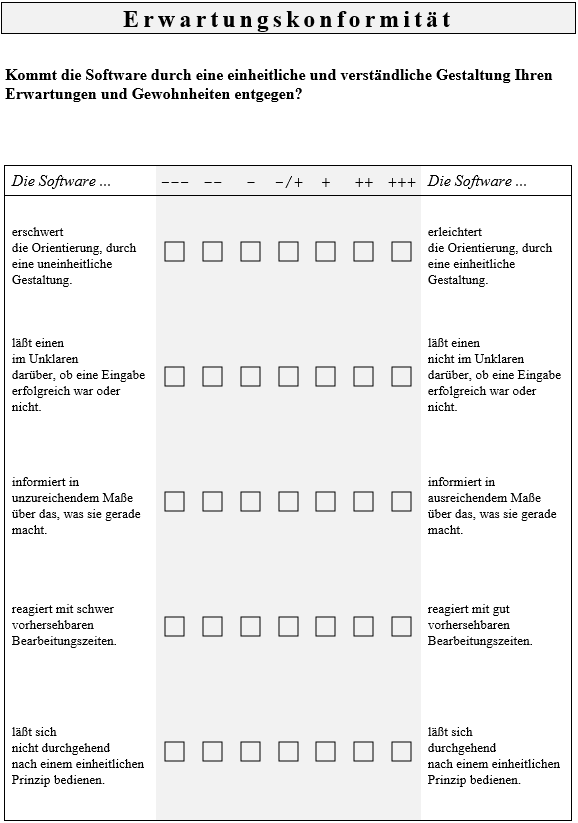 Erwartungskonformität
Kommt die Software durch eine einheitliche und verständliche Gestaltung Ihren
Erwartungen und Gewohnheiten entgegen?
Die Software ... --- -- - -/+ + ++ +++ Die Software ...
erschwert
die Orientierung, durch
eine uneinheitliche
Gestaltung.
erleichtert
die Orientierung, durch
eine einheitliche
Gestaltung.
läßt einen
im Unklaren
darüber, ob eine Eingabe
erfolgreich war oder
nicht.
läßt einen
nicht im Unklaren
darüber, ob eine Eingabe
erfolgreich war oder
nicht.
informiert in
unzureichendem Maße
über das, was sie gerade
macht.
informiert in
ausreichendem Maße
über das, was sie gerade
macht.
reagiert mit schwer
vorhersehbaren
Bearbeitungszeiten.
reagiert mit gut
vorhersehbaren
Bearbeitungszeiten.
läßt sich
nicht durchgehend
nach einem einheitlichen
Prinzip bedienen.
läßt sich
durchgehend
nach einem einheitlichen
Prinzip bedienen.